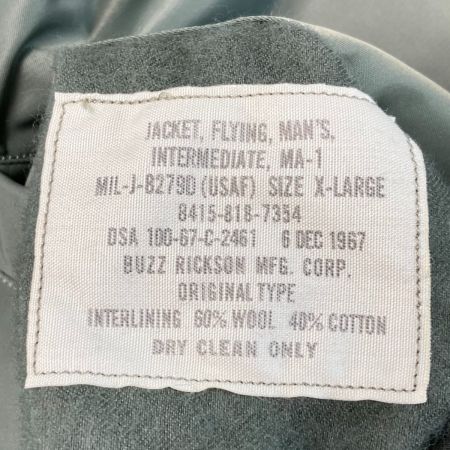 JACKET, FLYING, MAN'S,
INTERMEDIATE, MA-1
MIL-J-8279D (USAF) SIZE X-LARGE
8415-818-7354
DSA 100-67-C-2461 6 DEC 1967
BUZZ RICKSON MFG. CORP.
ORIGINAL TYPE
INTERLINING 60% WOOL 40% COTTON
DRY CLEAN ONLY